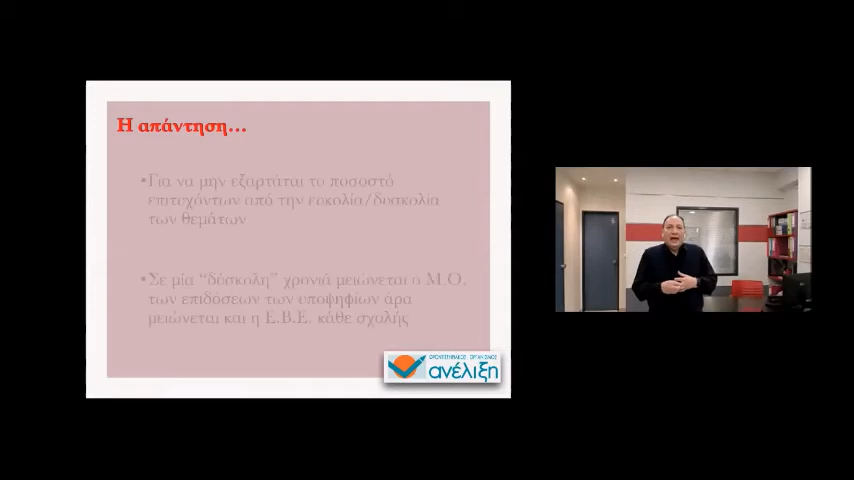 Η απάντηση...
•Για να μην εξαρτάται το ποσοστό
επιτυχόντων από την ευκολία/δυσκολία
των θεμάτων
•Σε μία “δύσκολη” χρονιά μειώνεται ο Μ.Ο.
των επιδόσεων των υποψηφίων άρα
μειώνεται και η Ε.Β.Ε. κάθε σχολής
ΦΡΟΝΤΙΣΤΗΡΙΑΚΟΣ ΟΡΓΑΝΙΣΜΟΣ
ανέλιξη